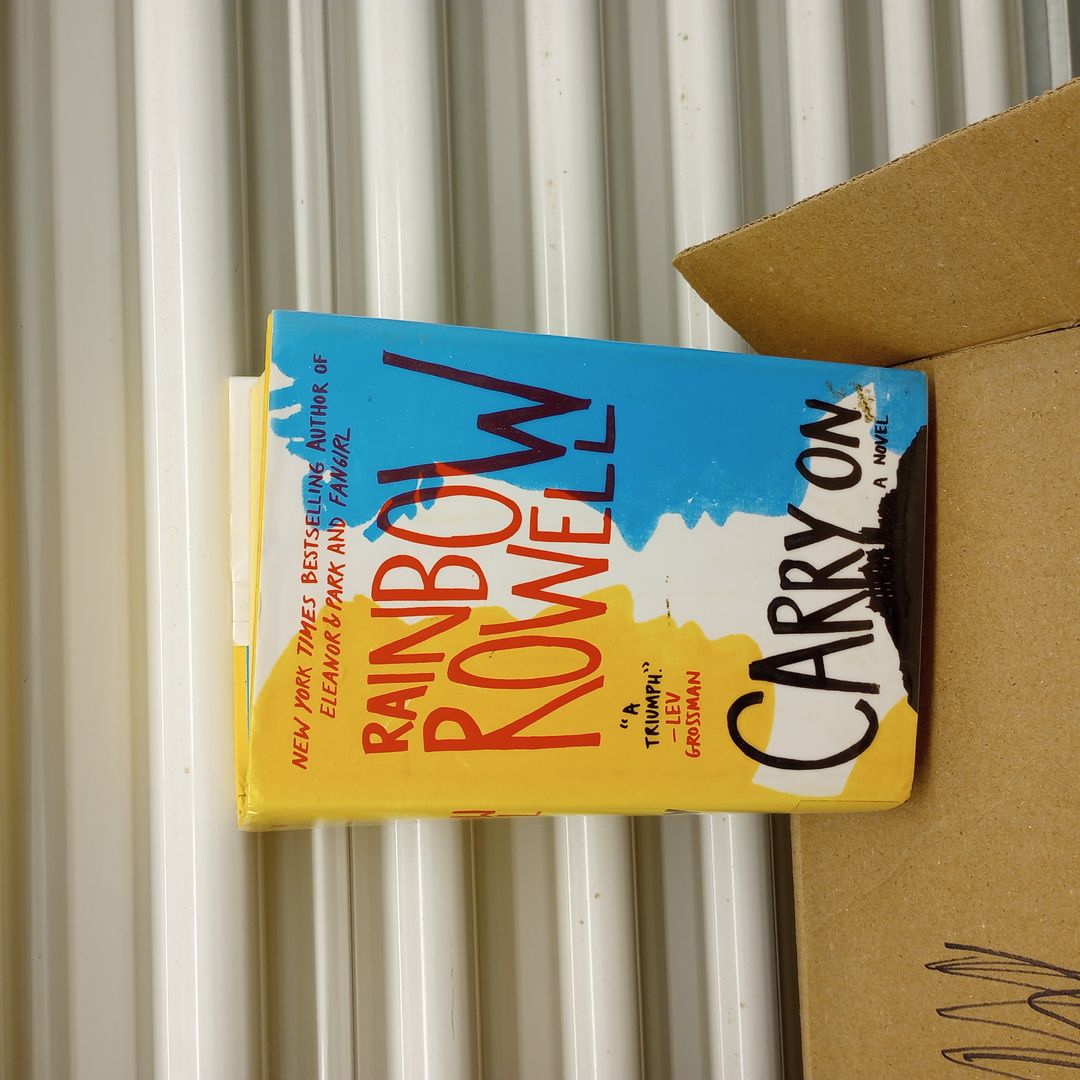 NEW YORK TIMES BESTSELLING AUTHOR OF
ELEANOR & PARK AND FANGIRL
RAINBOW
ROWELL
"A
TRIUMPH."
—LEV
GROSSMAN
CARRY ON
A NOVEL